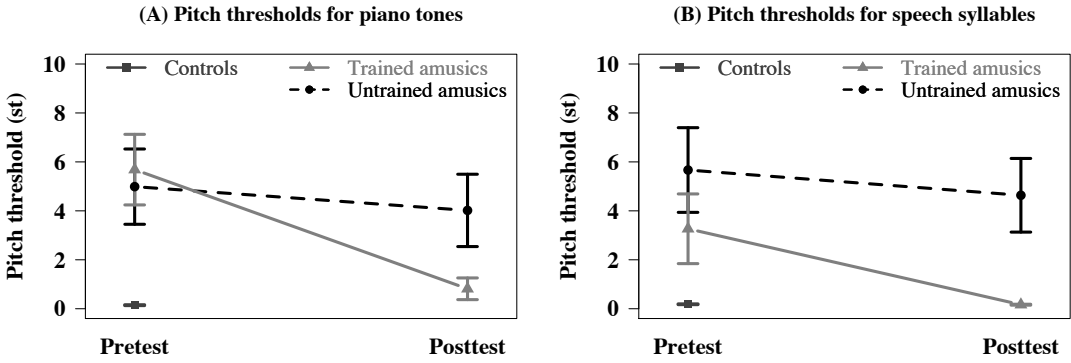 (A) Pitch thresholds for piano tones
Pitch threshold (st)
10
8
6
4
2
0
Controls
Trained amusics
Untrained amusics
Pretest
Posttest
(B) Pitch thresholds for speech syllables
Pitch threshold (st)
10
8
6
4
2
0
Controls
Trained amusics
Untrained amusics
Pretest
Posttest